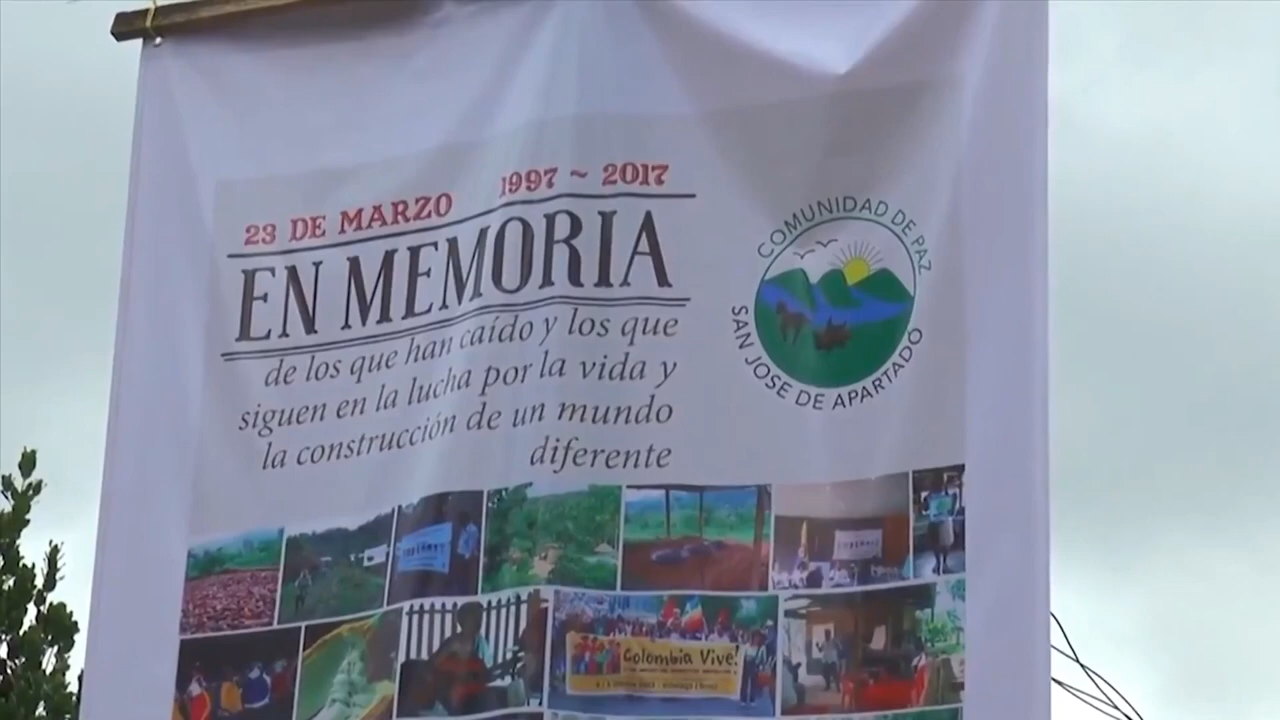 23 DE MARZO 1997 ~ 2017
EN MEMORIA
de los que han caído y los que
siguen en la lucha por la vida y
la construcción de un mundo
diferente
COMUNIDAD DE PAZ
SAN JOSE DE APARTADO
Colombia Vive!